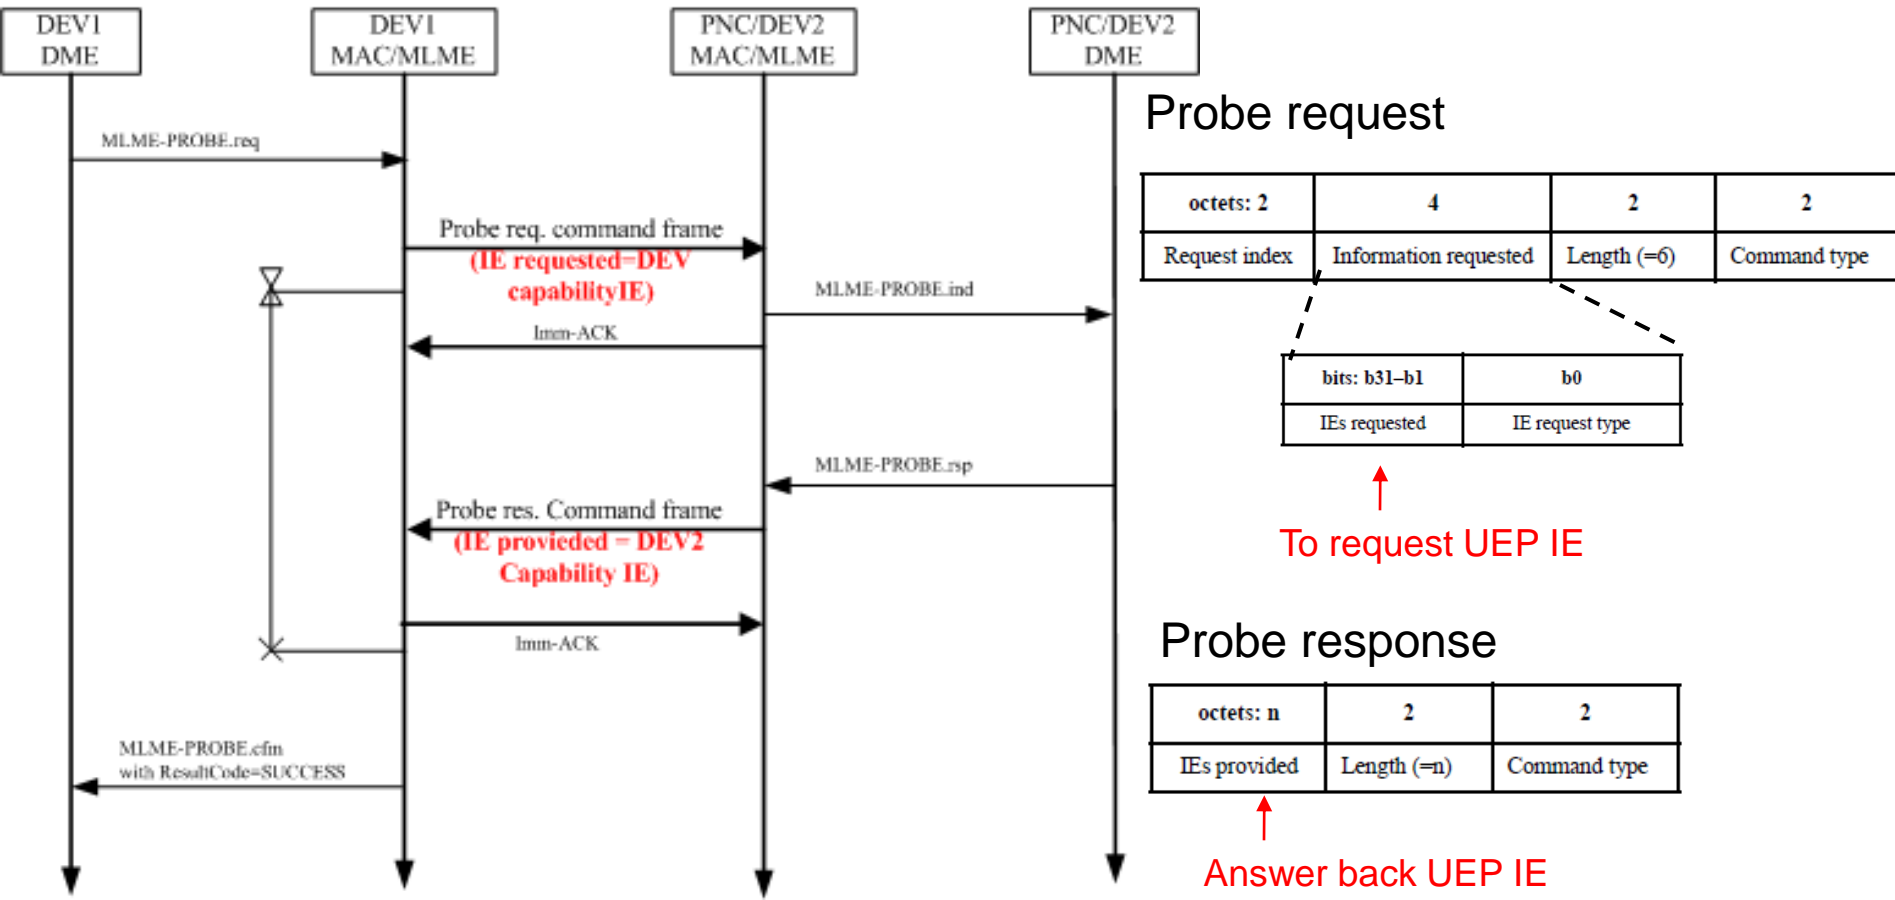 DEV1
DME
DEV1
MAC/MLME
PNC/DEV2
MAC/MLME
PNC/DEV2
DME
MLME-PROBE.req
Probe req. command frame
(IE requested=DEV
capabilityIE)
MLME-PROBE.ind
Imm-ACK
MLME-PROBE.rsp
Probe res. Command frame
(IE provieded = DEV2
Capability IE)
Imm-ACK
MLME-PROBE.cfm
with ResultCode=SUCCESS
Probe request
octets: 2 4 2 2
Request index Information requested Length (=6) Command type
bits: b31–b1 b0
IEs requested IE request type
To request UEP IE
Probe response
octets: n 2 2
IEs provided Length (=n) Command type
Answer back UEP IE